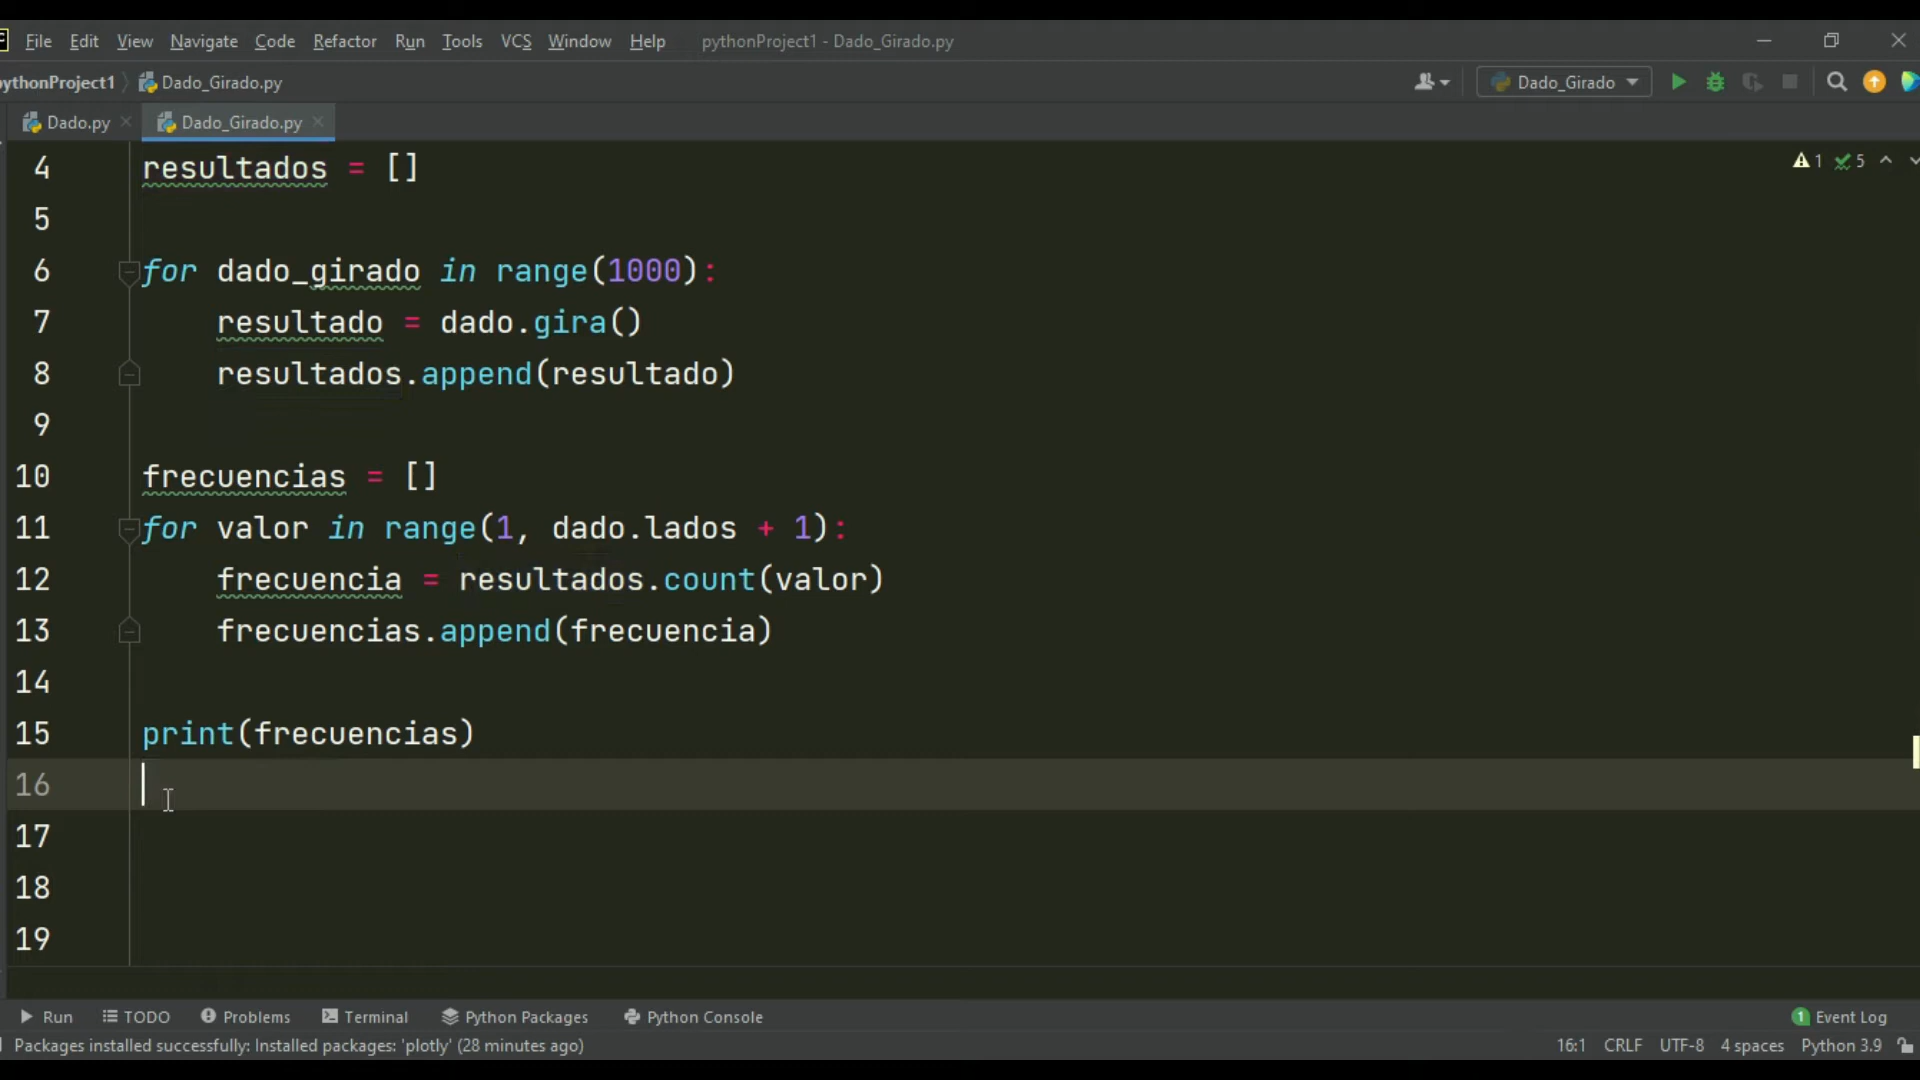 File Edit View Navigate Code Refactor Run Tools VCS Window Help pythonProject1 - Dado_Girado.py
pythonProject1 Dado_Girado.py Dado_Girado
Dado.py Dado_Girado.py
4 resultados = [] 1 5
5
6 for dado_girado in range(1000):
7 resultado = dado.gira()
8 resultados.append(resultado)
9
10 frecuencias = []
11 for valor in range(1, dado.lados + 1):
12 frecuencia = resultados.count(valor)
13 frecuencias.append(frecuencia)
14
15 print(frecuencias)
16
17
18
19
Run TODO Problems Terminal Python Packages Python Console 1 Event Log
Packages installed successfully: Installed packages: 'plotly' (28 minutes ago) 16:1 CRLF UTF-8 4 spaces Python 3.9